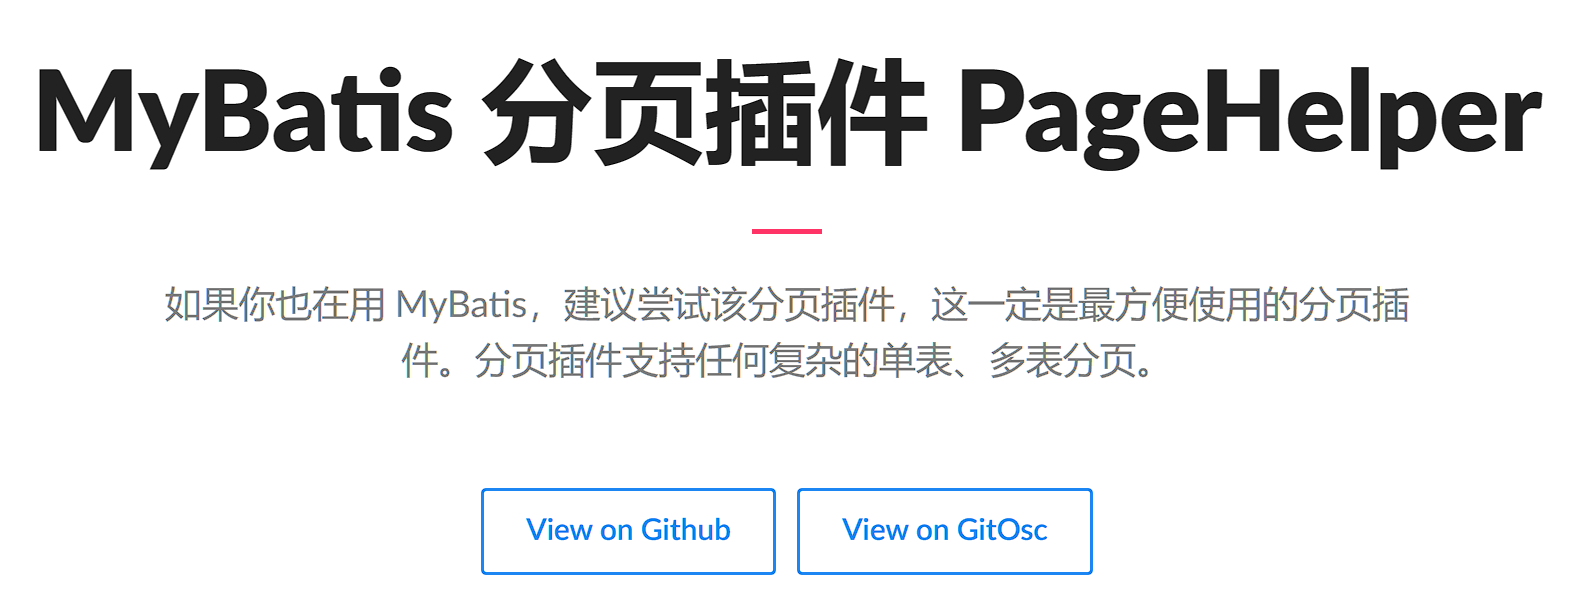 MyBatis 分页插件 PageHelper
如果你也在用 MyBatis，建议尝试该分页插件，这一定是最方便使用的分页插
件。分页插件支持任何复杂的单表、多表分页。
View on Github
View on GitOsc